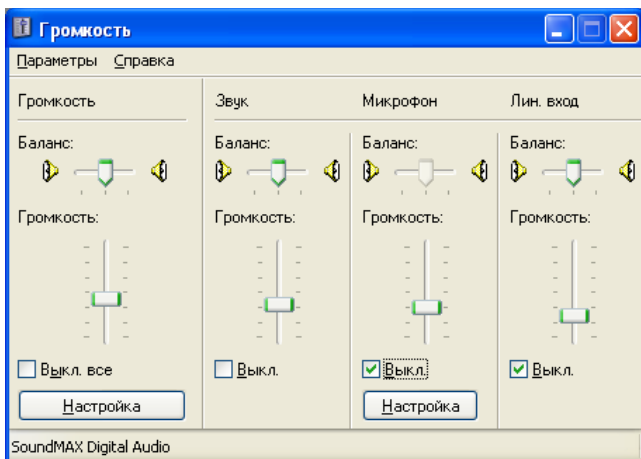 Громкость
Параметры Справка
Громкость Звук Микрофон Лин. вход
Баланс: Баланс: Баланс: Баланс:
Громкость: Громкость: Громкость: Громкость:
Выкл. все Выкл. Выкл. Выкл.
Настройка Настройка
SoundMAX Digital Audio